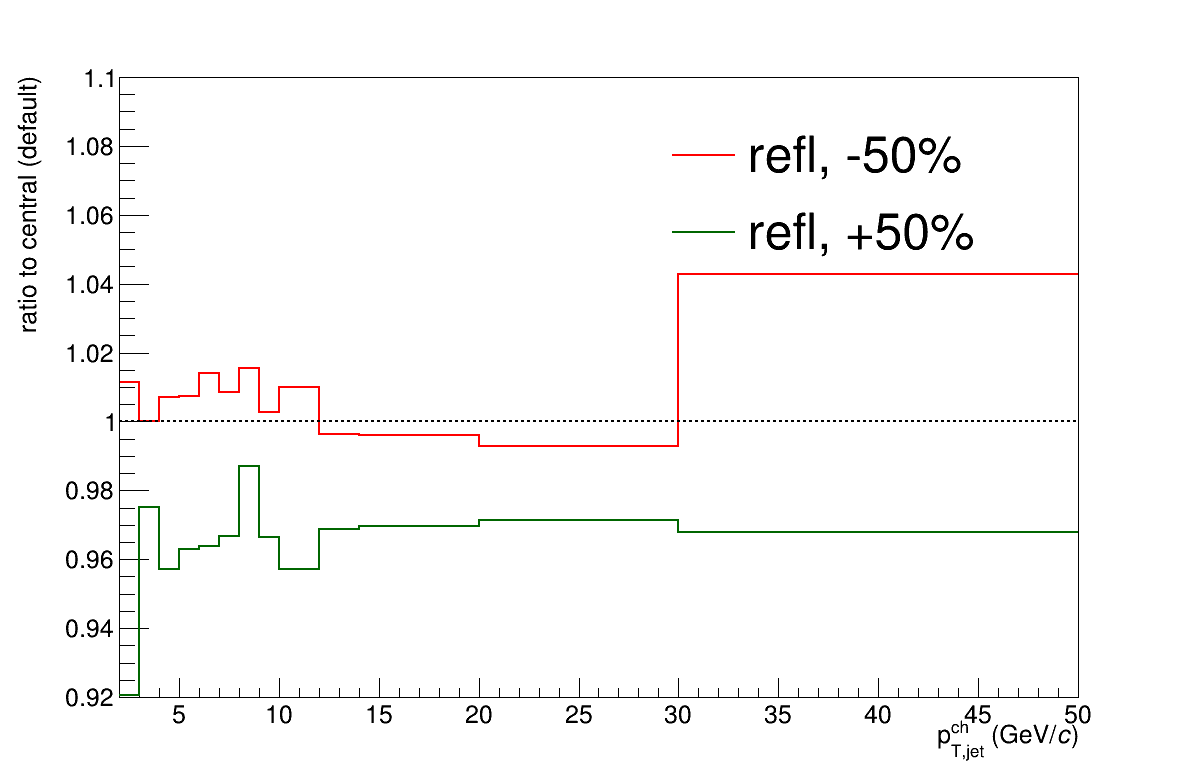 ratio to central (default)
1.1
1.08
1.06
1.04
1.02
1
0.98
0.96
0.94
0.92
refl, -50%
refl, +50%
5 10 15 20 25 30 35 40 45 50
p_{T,jet}^{ch} (GeV/c)